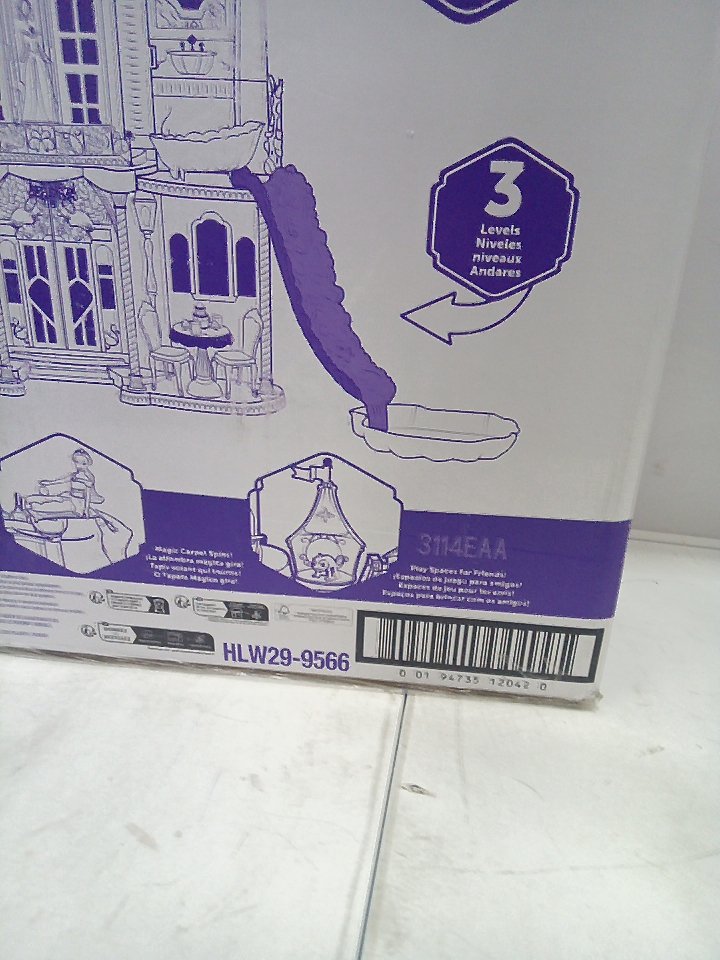 3
Levels
Niveles
niveaux
Andares
3114EAA
Magic Carpet Spins!
¡La alfombra mágica gira!
Tapis volant qui tourne!
O Tapete Mágico gira!
Play Spaces for Friends!
¡Espacios de juego para amigos!
Espaces de jeu pour les amis!
Espaços para brincar com os amigos!
HLW29-9566
0 01 94735 12042 0